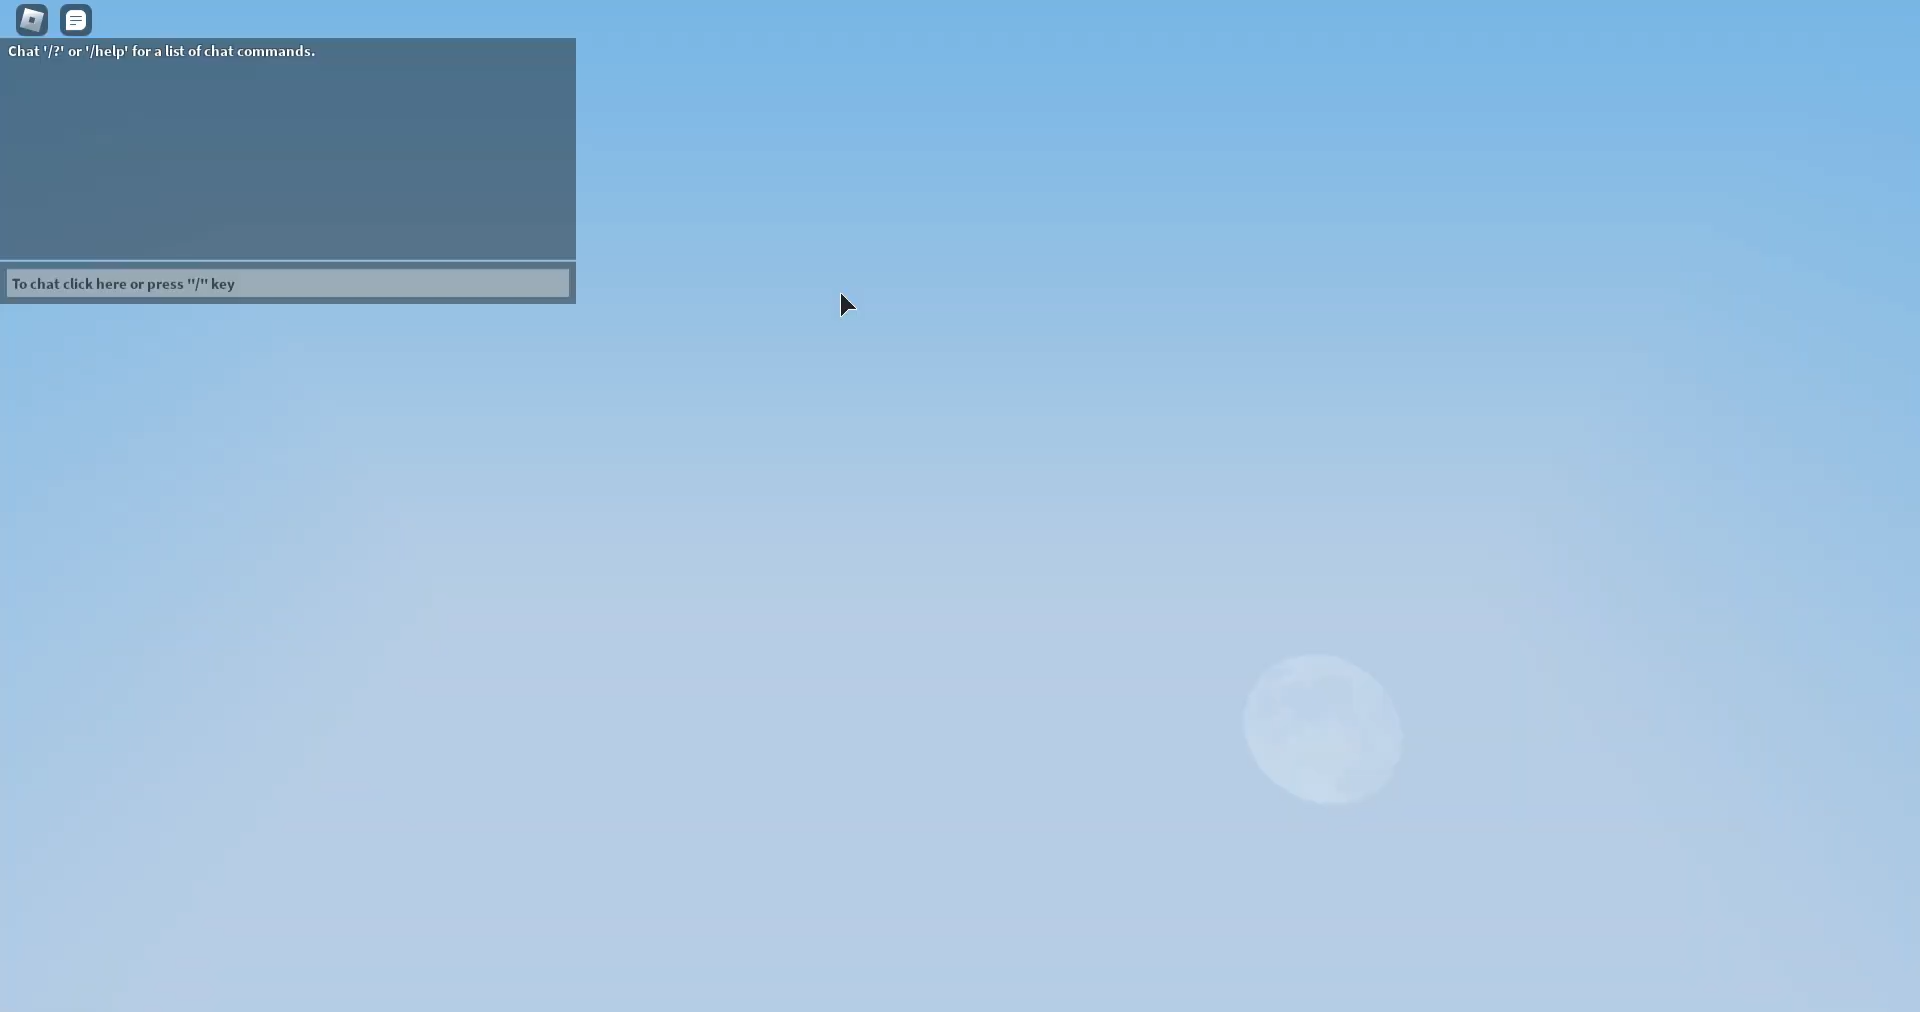 Chat '/?' or '/help' for a list of chat commands.
To chat click here or press "/" key